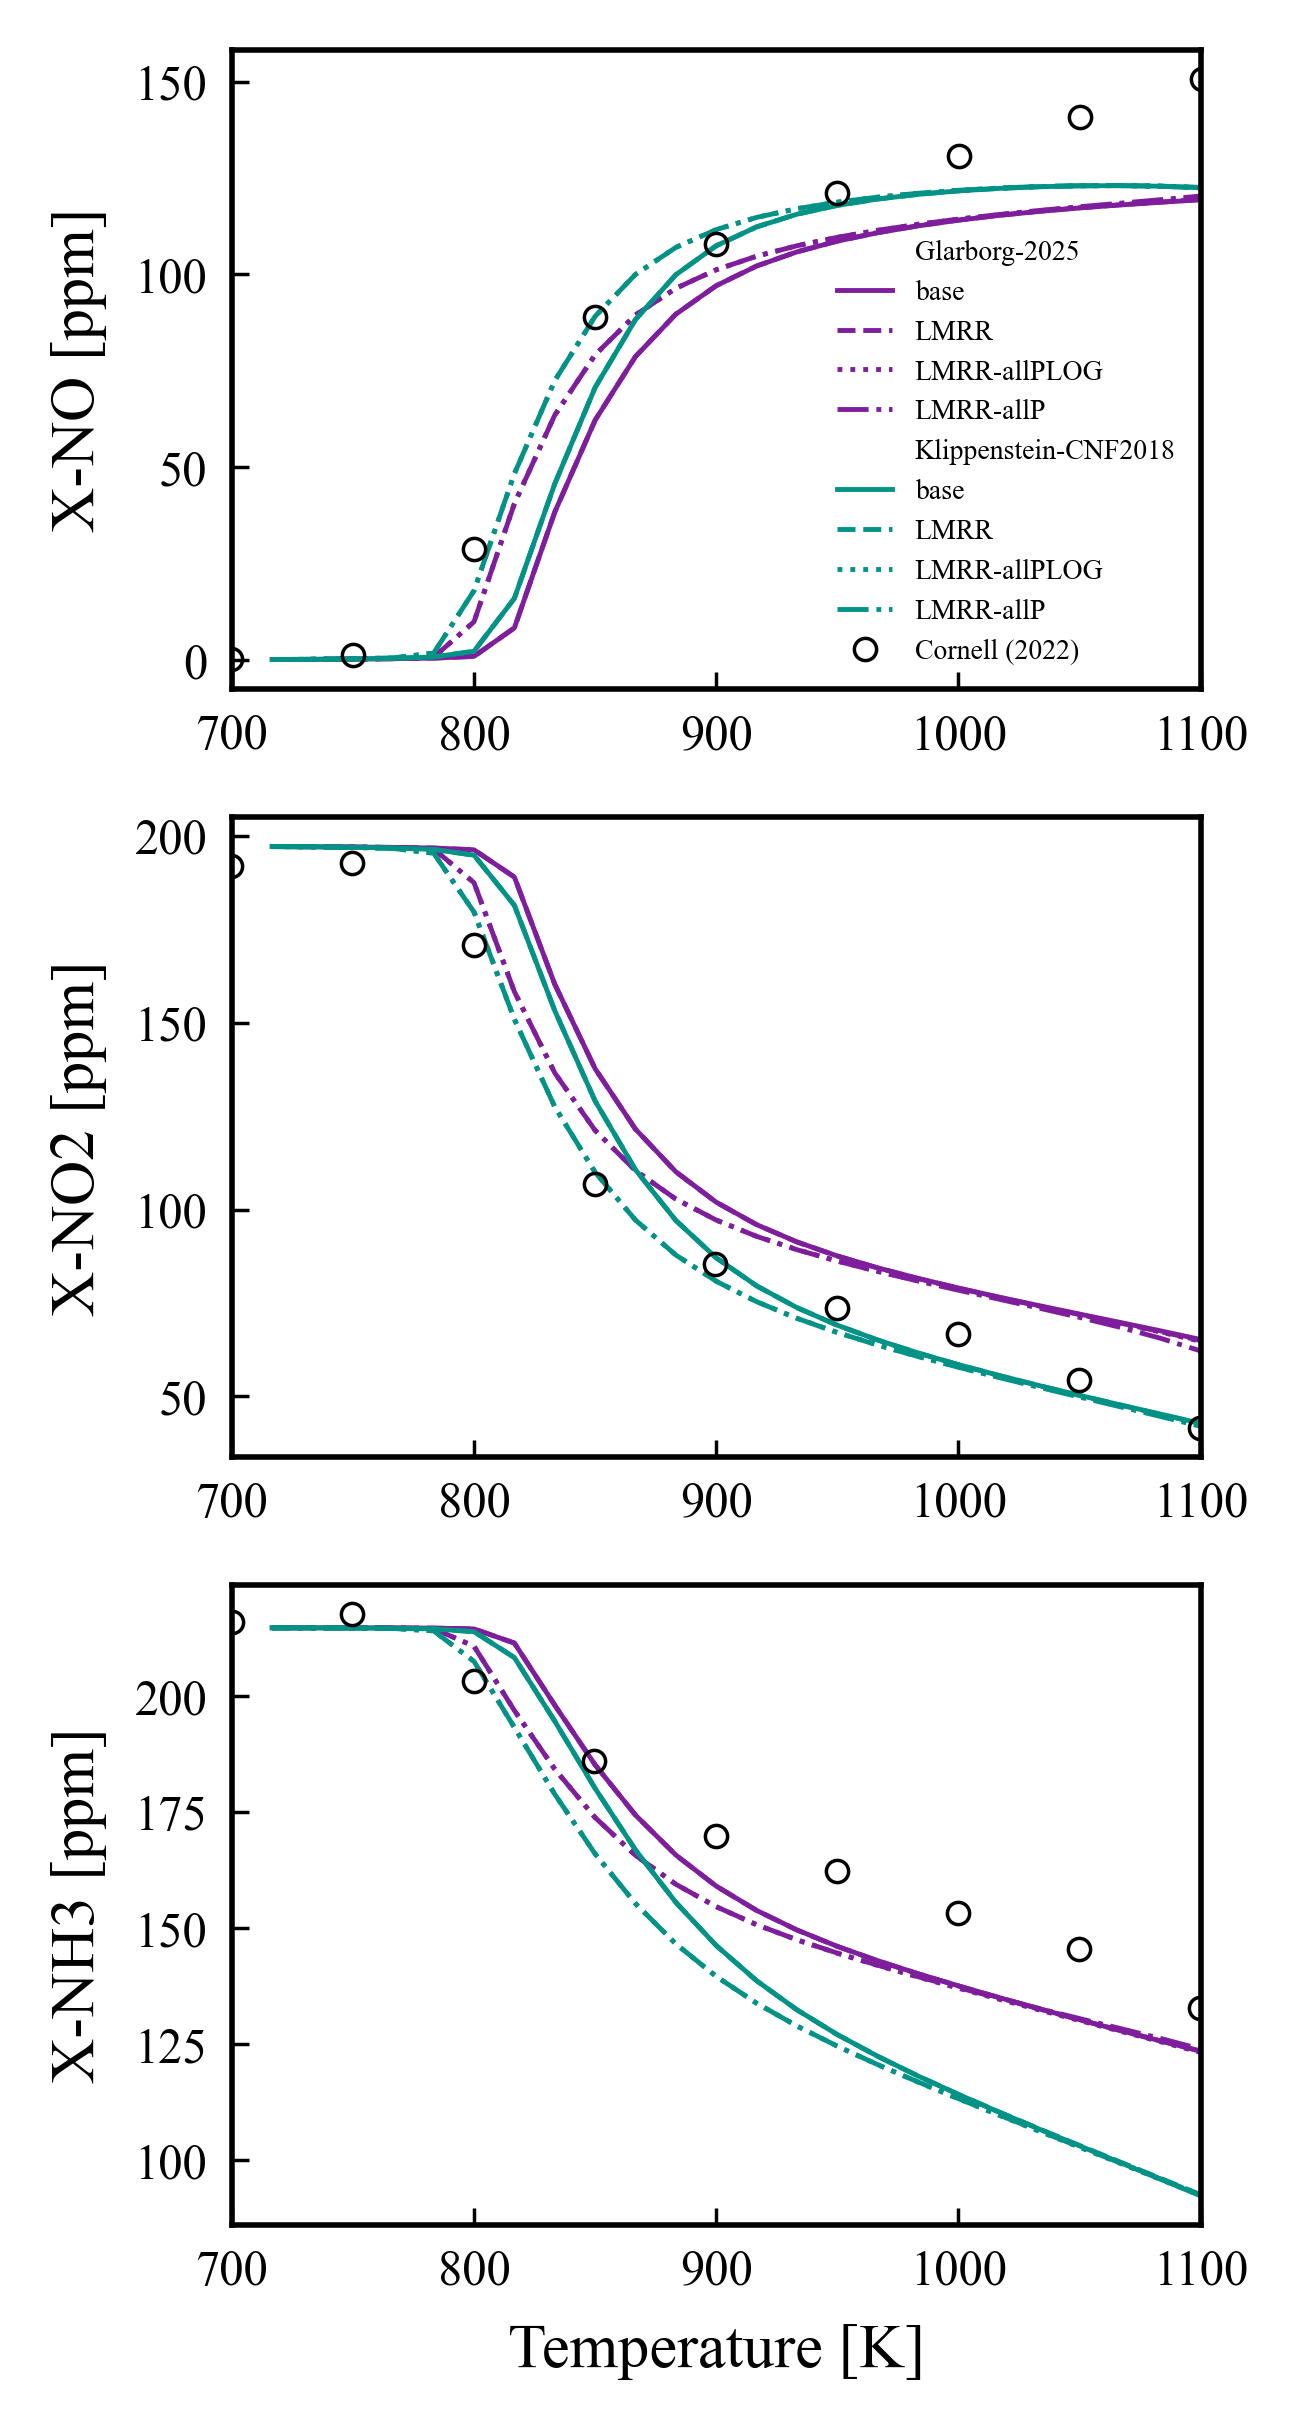 X-NO [ppm]
150
100
50
0
Glarborg-2025
base
LMRR
LMRR-allPLOG
LMRR-allP
Klippenstein-CNF2018
base
LMRR
LMRR-allPLOG
LMRR-allP
Cornell (2022)
700 800 900 1000 1100
X-NO2 [ppm]
200
150
100
50
700 800 900 1000 1100
X-NH3 [ppm]
200
175
150
125
100
700 800 900 1000 1100
Temperature [K]